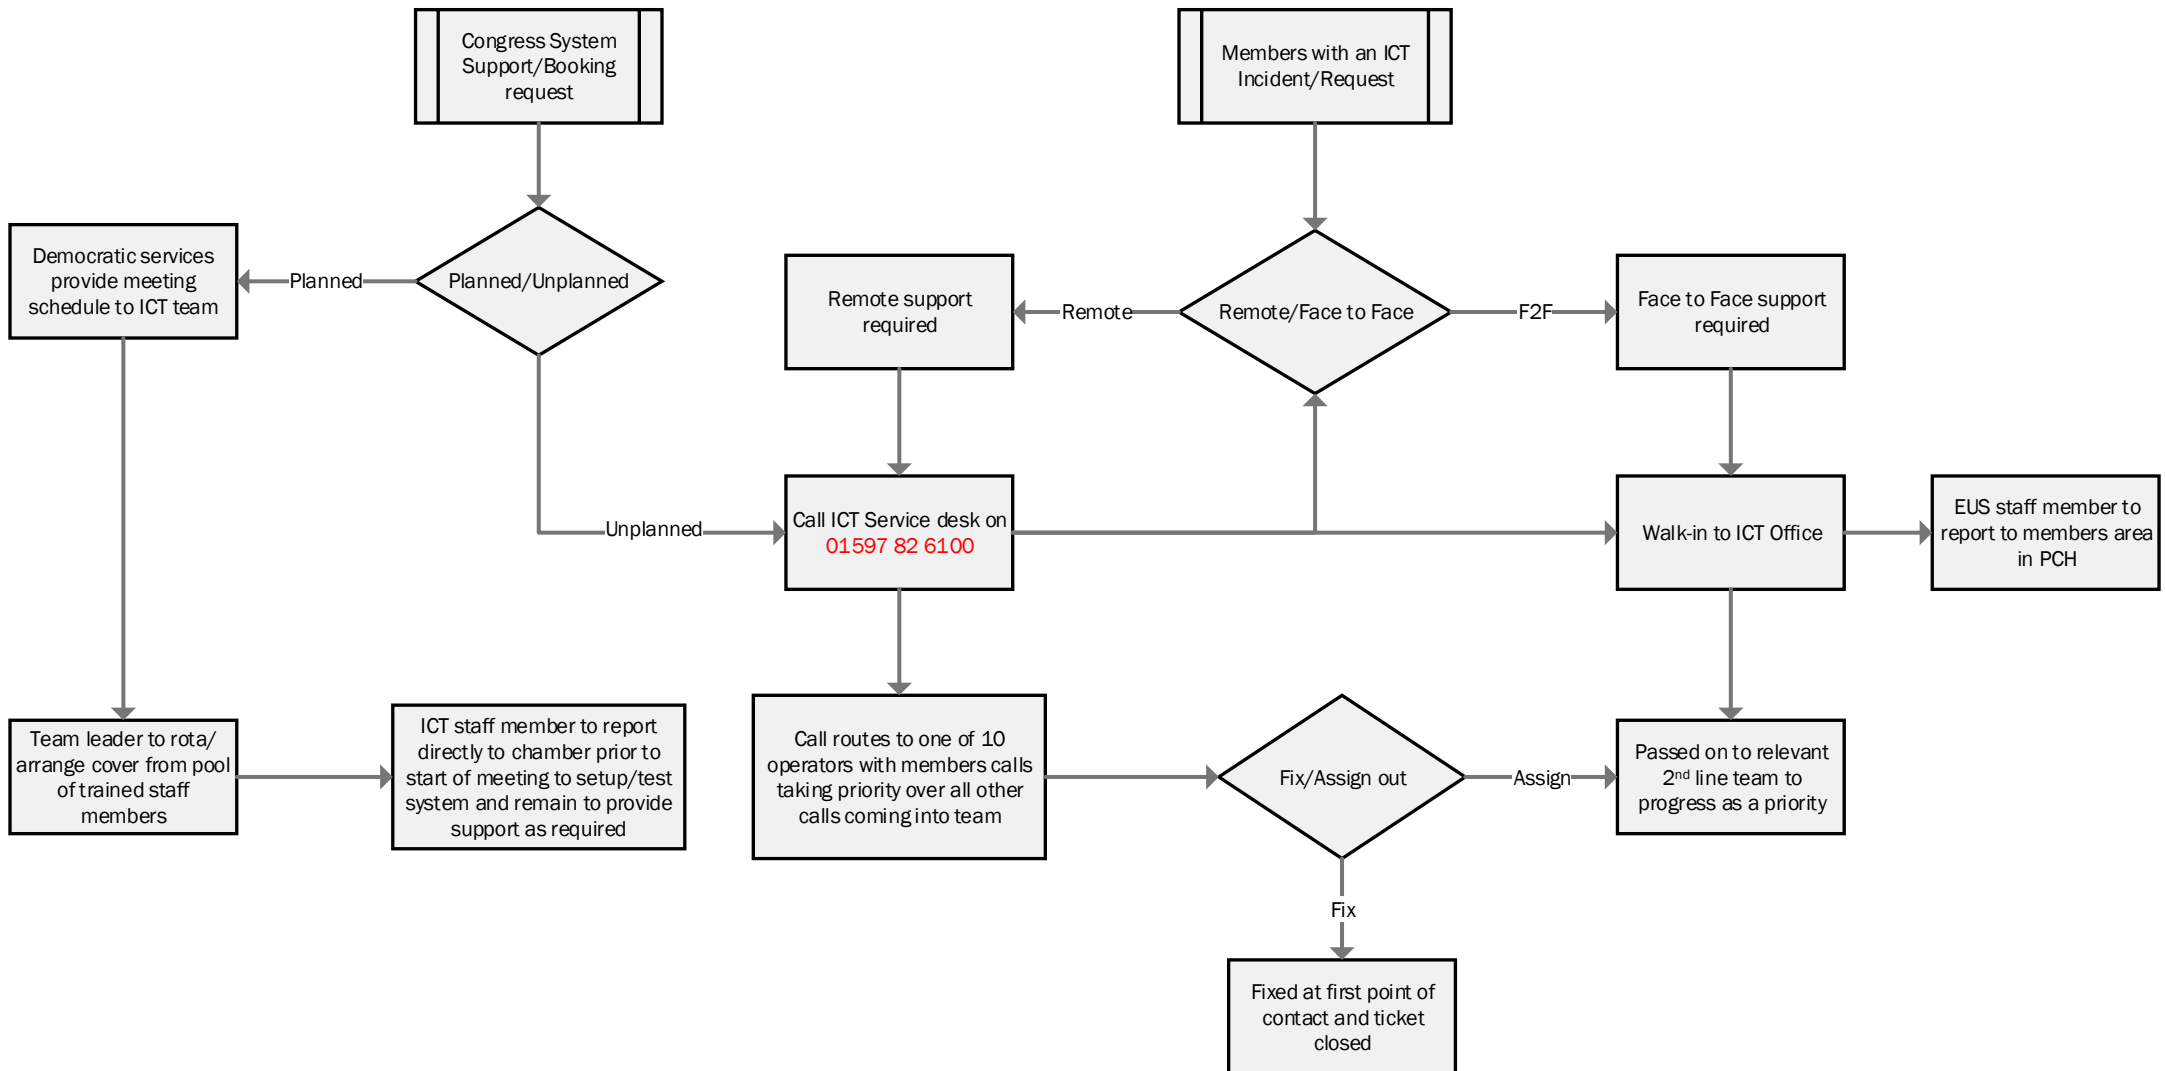 Congress System
Support/Booking
request
Members with an ICT
Incident/Request
Democratic services
provide meeting
schedule to ICT team
Planned
Planned/Unplanned
Remote support
required
Remote
Remote/Face to Face
F2F
Face to Face support
required
Unplanned
Call ICT Service desk on
01597 82 6100
Walk-in to ICT Office
EUS staff member to
report to members area
in PCH
Team leader to rota/
arrange cover from pool
of trained staff
members
ICT staff member to report
directly to chamber prior to
start of meeting to setup/test
system and remain to provide
support as required
Call routes to one of 10
operators with members calls
taking priority over all other
calls coming into team
Fix/Assign out
Assign
Passed on to relevant
2nd line team to
progress as a priority
Fix
Fixed at first point of
contact and ticket
closed